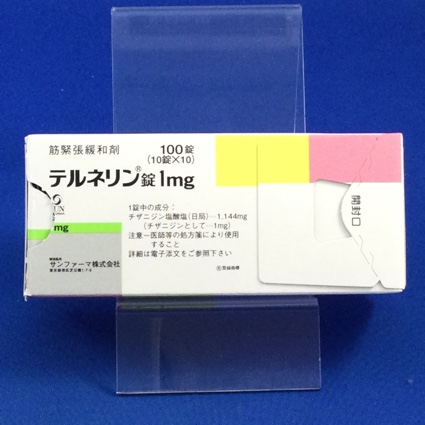 筋緊張緩和剤
100錠
(10錠×10)
テルネリン®錠1mg
1錠中の成分:
チザニジン塩酸塩(日局)…1.144mg
(チザニジンとして…1mg)
注意−医師等の処方箋により使用
すること
詳細は電子添文をご参照下さい
mg
サンファーマ株式会社
開封口